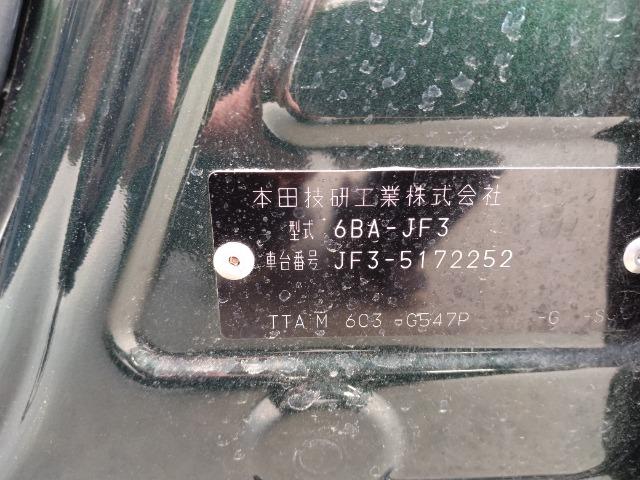 本田技研工業株式会社
型式 6BA-JF3
車台番号 JF3-5172252
TTA M 6C3 G547P -G -S